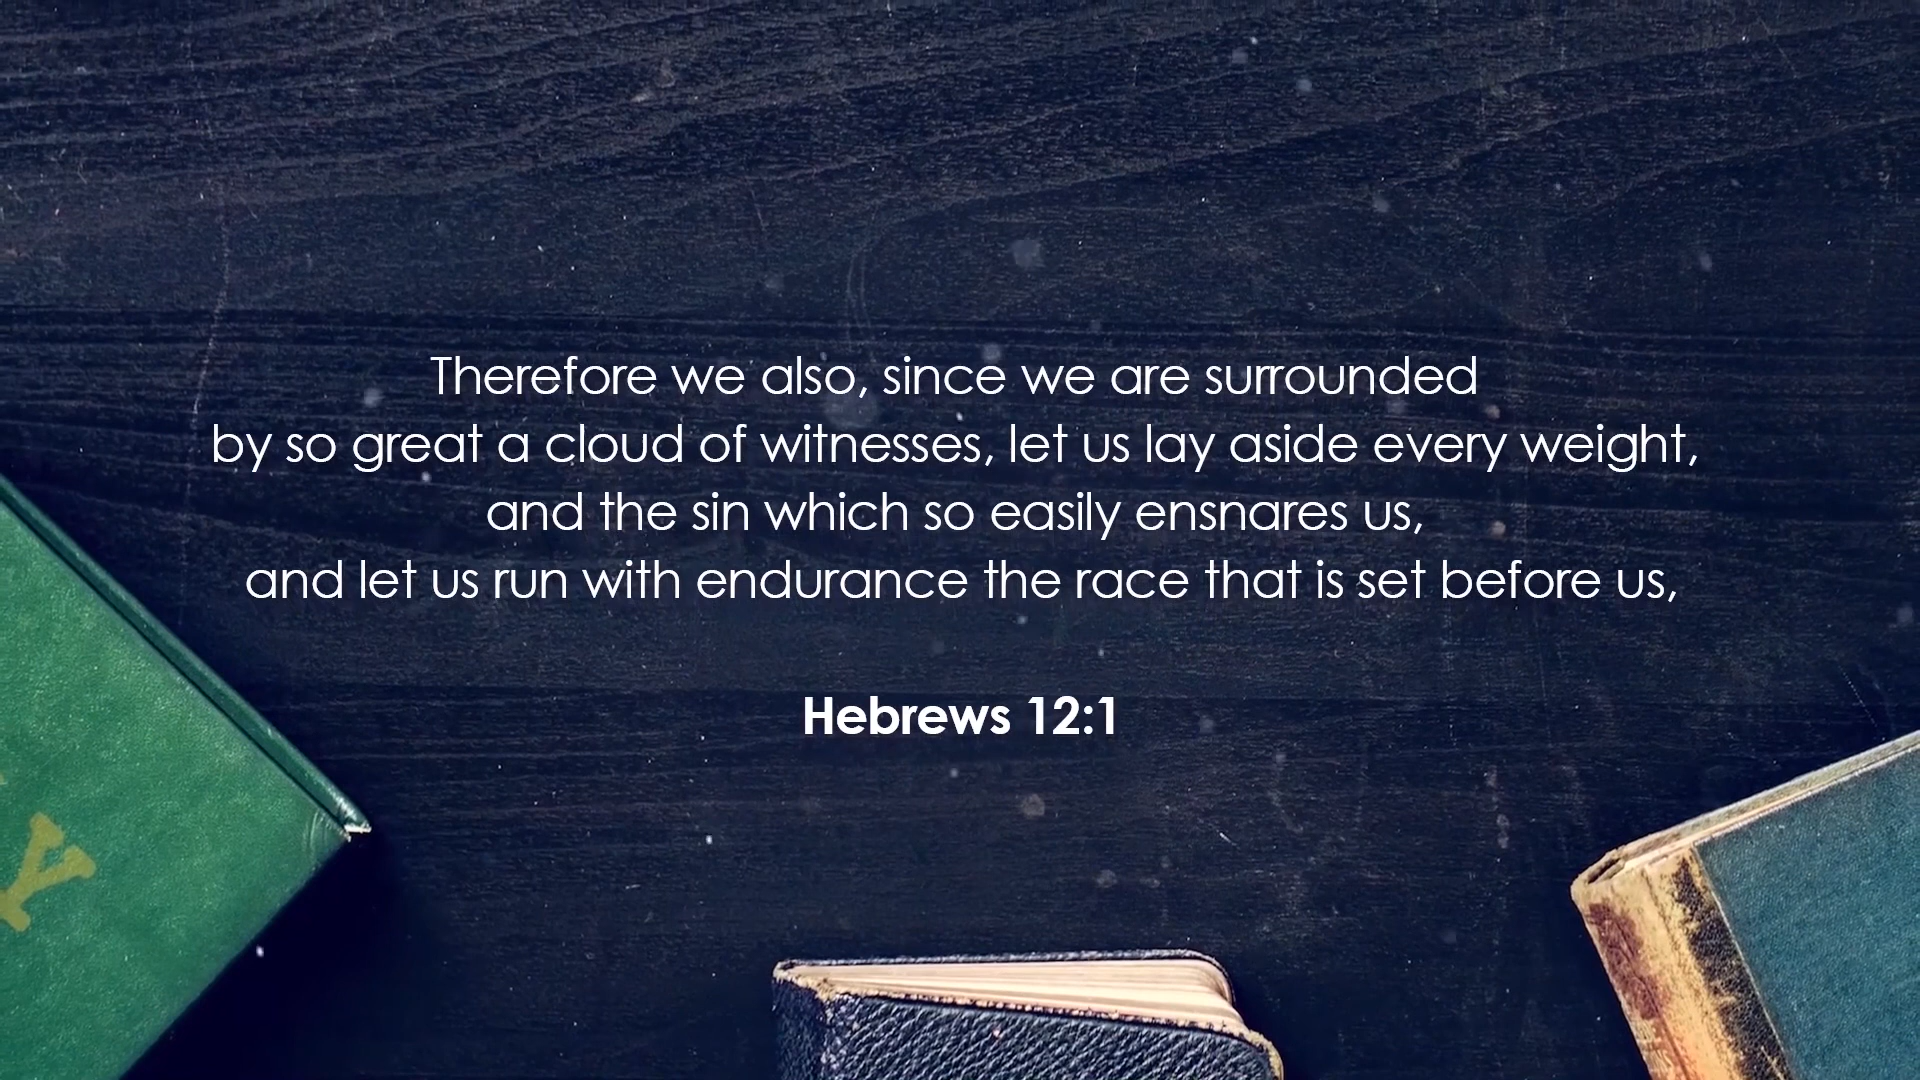 Therefore we also, since we are surrounded
by so great a cloud of witnesses, let us lay aside every weight,
and the sin which so easily ensnares us,
and let us run with endurance the race that is set before us,
Hebrews 12:1
Y